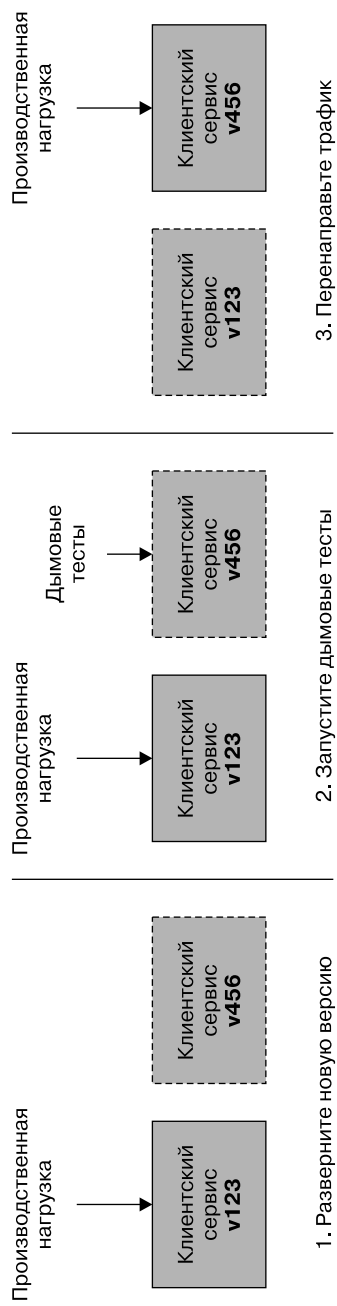 Производственная
нагрузка
Клиентский
сервис
v123
Клиентский
сервис
v456
1. Разверните новую версию
Производственная
нагрузка
Дымовые
тесты
Клиентский
сервис
v123
Клиентский
сервис
v456
2. Запустите дымовые тесты
Производственная
нагрузка
Клиентский
сервис
v123
Клиентский
сервис
v456
3. Перенаправьте трафик